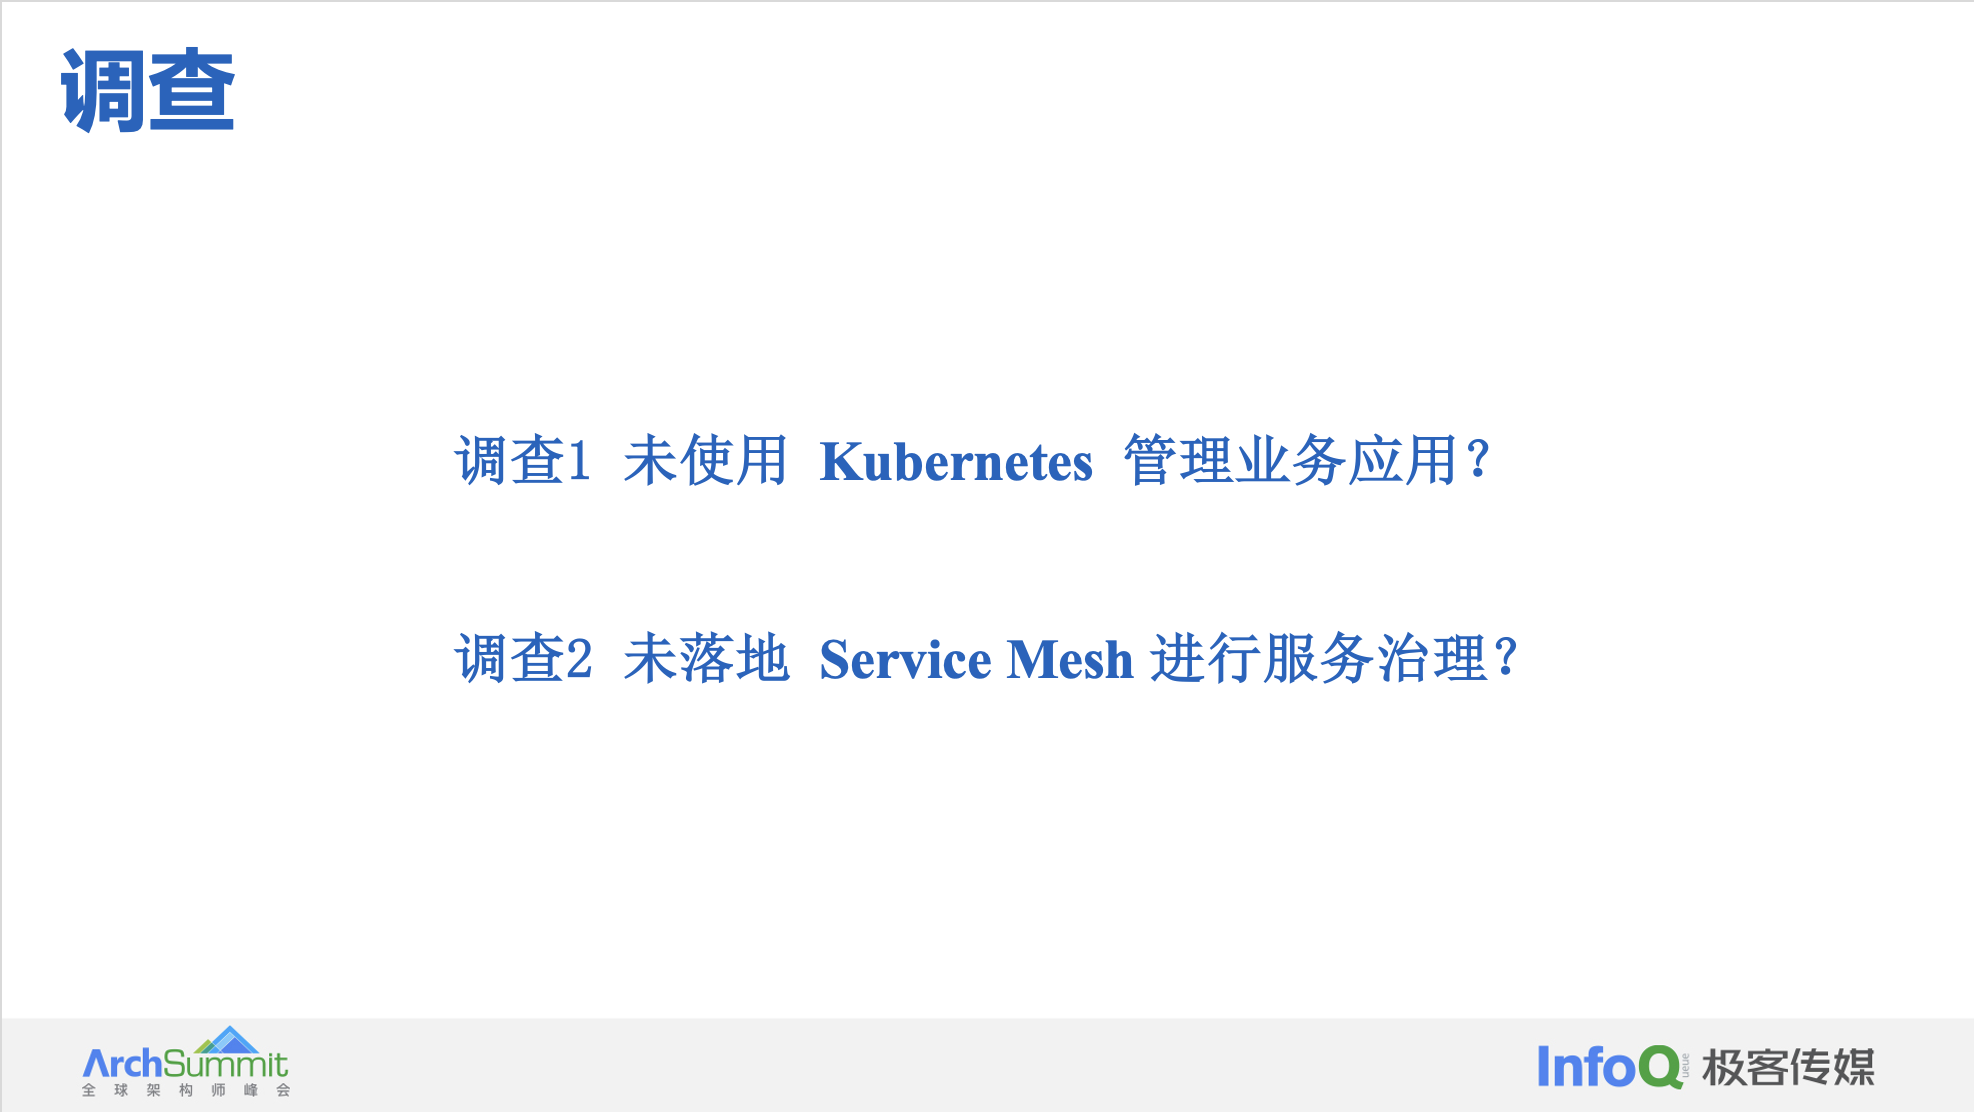 调查
调查1 未使用 Kubernetes 管理业务应用？
调查2 未落地 Service Mesh 进行服务治理？
ArchSummit
全球架构师峰会
InfoQ ueue 极客传媒